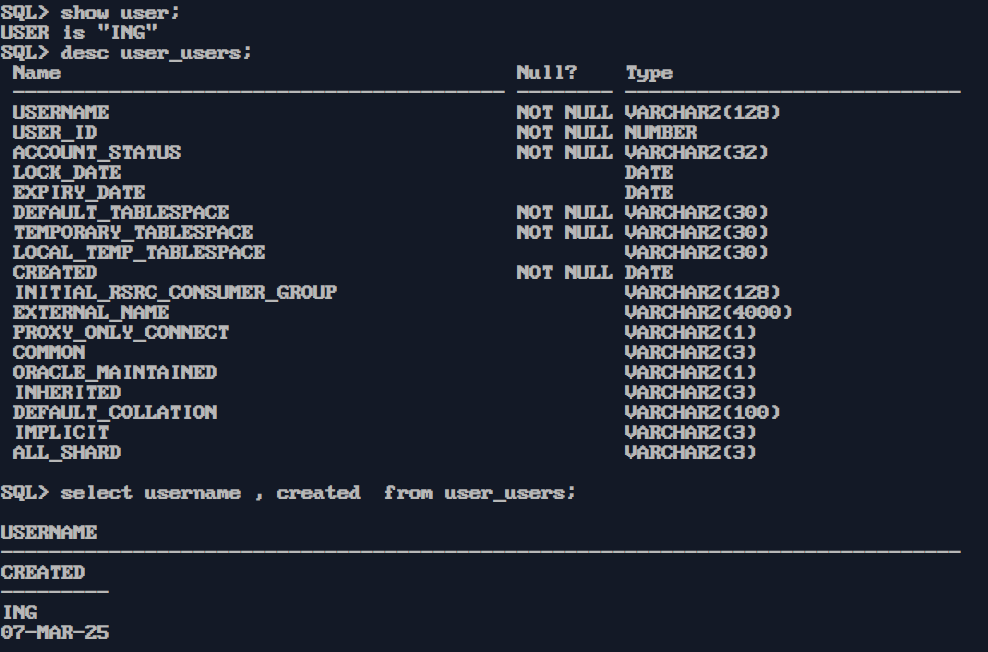 SQL> show user;
USER is "ING"
SQL> desc user_users;
Name Null? Type
----------------------------------------- -------- ----------------------------
USERNAME NOT NULL VARCHAR2(128)
USER_ID NOT NULL NUMBER
ACCOUNT_STATUS NOT NULL VARCHAR2(32)
LOCK_DATE DATE
EXPIRY_DATE DATE
DEFAULT_TABLESPACE NOT NULL VARCHAR2(30)
TEMPORARY_TABLESPACE NOT NULL VARCHAR2(30)
LOCAL_TEMP_TABLESPACE VARCHAR2(30)
CREATED NOT NULL DATE
INITIAL_RSRC_CONSUMER_GROUP VARCHAR2(128)
EXTERNAL_NAME VARCHAR2(4000)
PROXY_ONLY_CONNECT VARCHAR2(1)
COMMON VARCHAR2(3)
ORACLE_MAINTAINED VARCHAR2(1)
INHERITED VARCHAR2(3)
DEFAULT_COLLATION VARCHAR2(100)
IMPLICIT VARCHAR2(3)
ALL_SHARD VARCHAR2(3)
SQL> select username , created  from user_users;
USERNAME
--------------------------------------------------------------------------------
CREATED
---------
ING
07-MAR-25